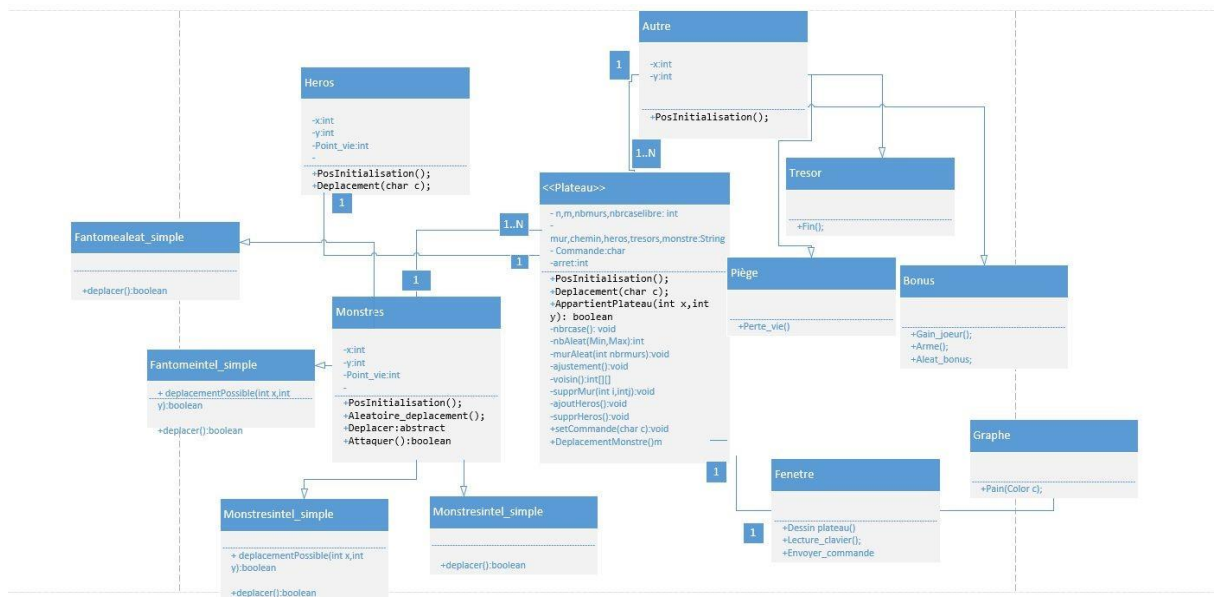 Autre
-x:int
-y:int
+PosInitialisation();
1
Heros
-x:int
-y:int
-Point_vie:int
-
+PosInitialisation();
+Deplacement(char c);
1
1..N
<<Plateau>>
- n,m,nbmurs,nbrcaselibre: int
-
mur,chemin,heros,tresors,monstre:String
- Commande:char
-arret:int
+PosInitialisation();
+Deplacement(char c);
+AppartientPlateau(int x,int
y): boolean
-nbrcase(): void
-nbAleat(Min,Max):int
-murAleat(int nbrmurs):void
-ajustement():void
-voisin():int[][]
-supprMur(int i,intj):void
-ajoutHeros():void
-supprHeros():void
+setCommande(char c):void
+DeplacementMonstre()m
1..N
1
1
Tresor
+Fin();
Fantomealeat_simple
+deplacer():boolean
Piège
+Perte_vie()
Bonus
+Gain_joeur();
+Arme();
+Aleat_bonus;
Monstres
-x:int
-y:int
-Point_vie:int
-
+PosInitialisation();
+Aleatoire_deplacement();
+Deplacer:abstract
+Attaquer():boolean
Fantomeintel_simple
+ deplacementPossible(int x,int
y):boolean
+deplacer():boolean
Graphe
+Pain(Color c);
1
Fenetre
+Dessin plateau()
+Lecture_clavier();
+Envoyer_commande
1
Monstresintel_simple
+ deplacementPossible(int x,int
y):boolean
+deplacer():boolean
Monstresintel_simple
+deplacer():boolean